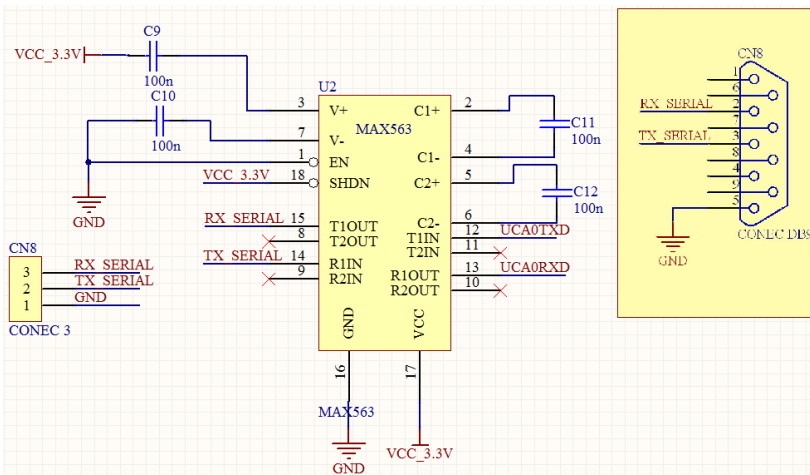 C9
VCC_3.3V
100n
C10
100n
GND
U2
MAX563
3 V+
7 V-
1 EN
VCC_3.3V 18 SHDN
RX_SERIAL 15 T1OUT
8 T2OUT
TX_SERIAL 14 R1IN
9 R2IN
C1+ 2
C1- 4
C2+ 5
C2- 6
T1IN 12 UCA0TXD
T2IN 11
R1OUT 13 UCA0RXD
R2OUT 10
C11
100n
C12
100n
GND
VCC
16
17
MAX563
GND
VCC_3.3V
CN8
3 RX_SERIAL
2 TX_SERIAL
1 GND
CONEC 3
CN8
1
6
RX_SERIAL 2
7
TX_SERIAL 3
8
4
9
5
CONEC DB9
GND